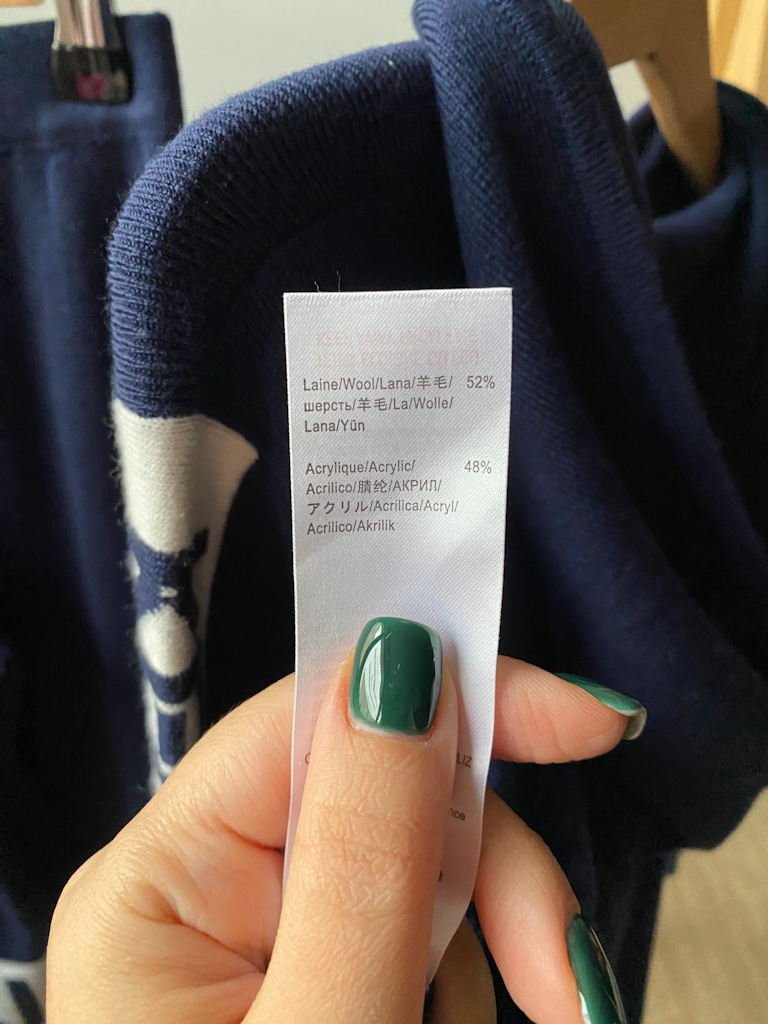 Laine/Wool/Lana/羊毛/ 52%
шерсть/羊毛/La/Wolle/
Lana/Yün
Acrylique/Acrylic/ 48%
Acrilico/腈纶/АКРИЛ/
アクリル/Acrilica/Acryl/
Acrilico/Akrilik